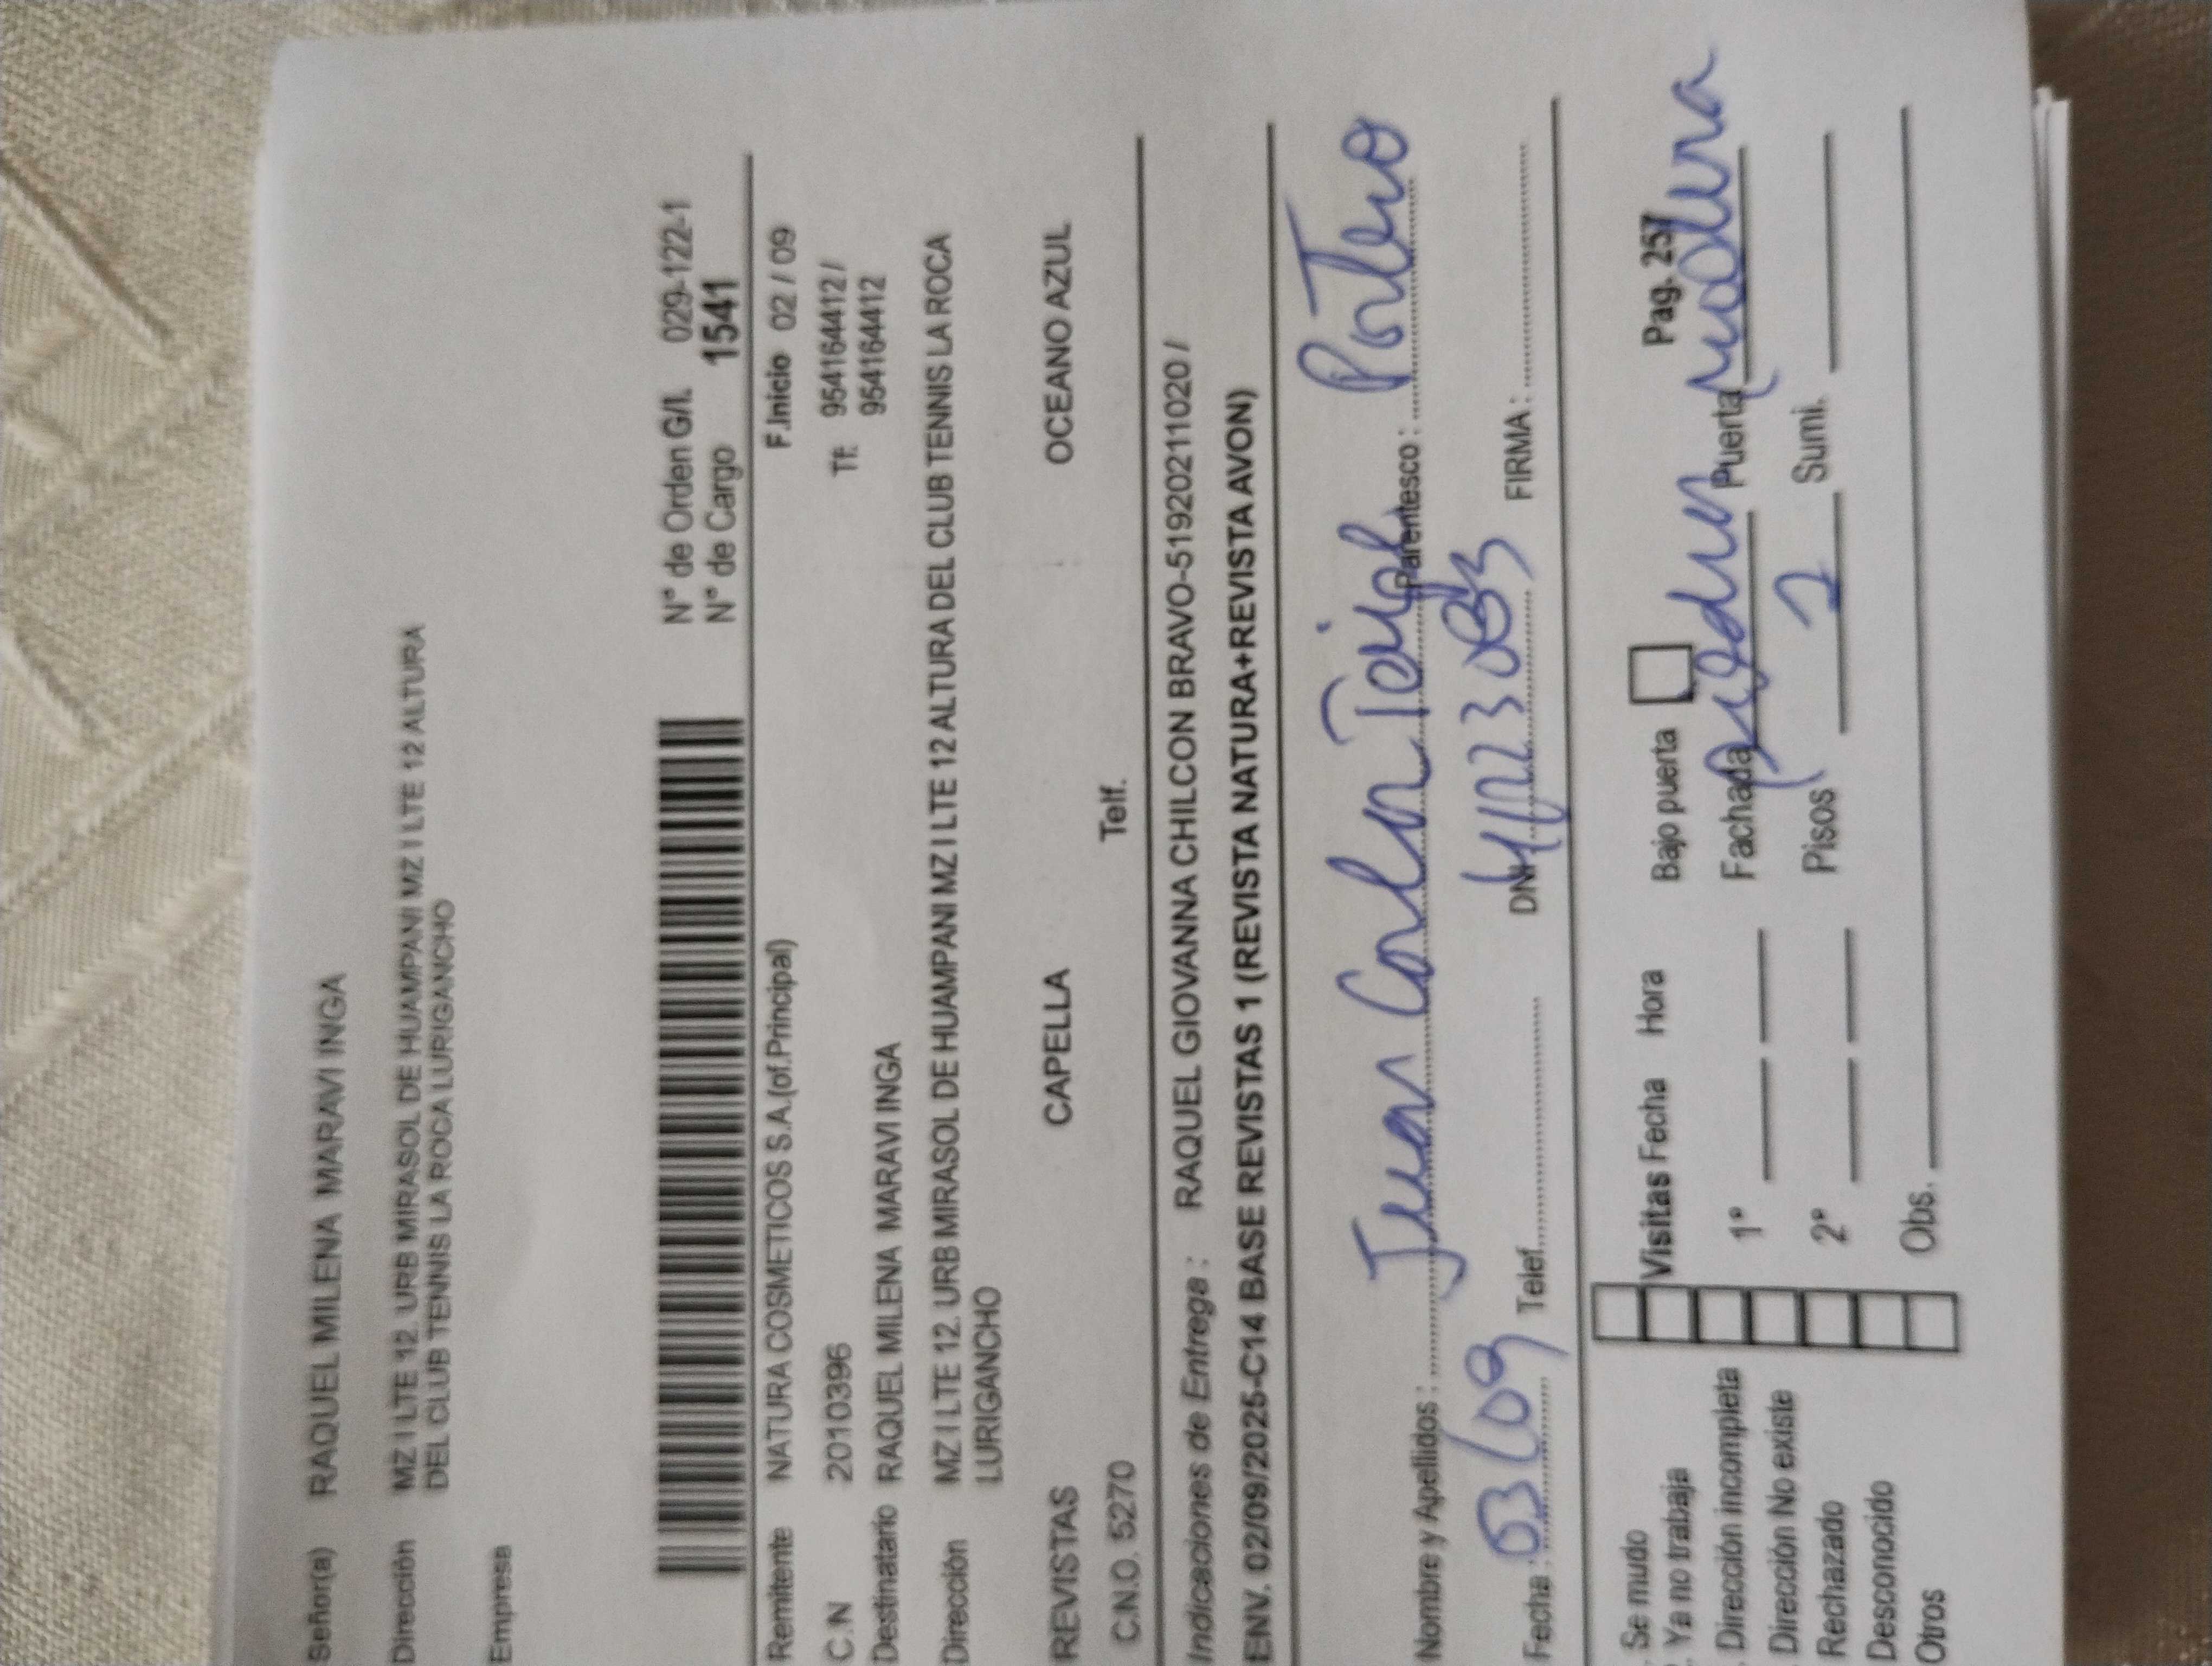 Señor(a) RAQUEL MILENA MARAVI INGA
Dirección MZ I LTE 12. URB MIRASOL DE HUAMPANI MZ I LTE 12 ALTURA
DEL CLUB TENNIS LA ROCA LURIGANCHO
Empresa
N° de Orden G/I. 029-122-1
N° de Cargo 1541
Remitente NATURA COSMETICOS S.A.(of.Principal) F.Inicio 02 / 09
C.N 20103396 Tf: 954164412 /
954164412
Destinatario RAQUEL MILENA MARAVI INGA
Dirección MZ I LTE 12. URB MIRASOL DE HUAMPANI MZ I LTE 12 ALTURA DEL CLUB TENNIS LA ROCA
LURIGANCHO
REVISTAS CAPELLA OCEANO AZUL
C.N.O. 5270 Telf.
Indicaciones de Entrega : RAQUEL GIOVANNA CHILCON BRAVO-51920211020 /
ENV. 02/09/2025-C14 BASE REVISTAS 1 (REVISTA NATURA+REVISTA AVON)
Nombre y Apellidos : Juan Carlos Parentesco :
Fecha : 03/09 Telef. DNI FIRMA :
Se mudo
Ya no trabaja
Dirección incompleta
Dirección No existe
Rechazado
Desconocido
Otros
Visitas Fecha Hora Bajo puerta Pag. 257
1° Fachada Puerta madera
2° Pisos 1 Sumi.
Obs.